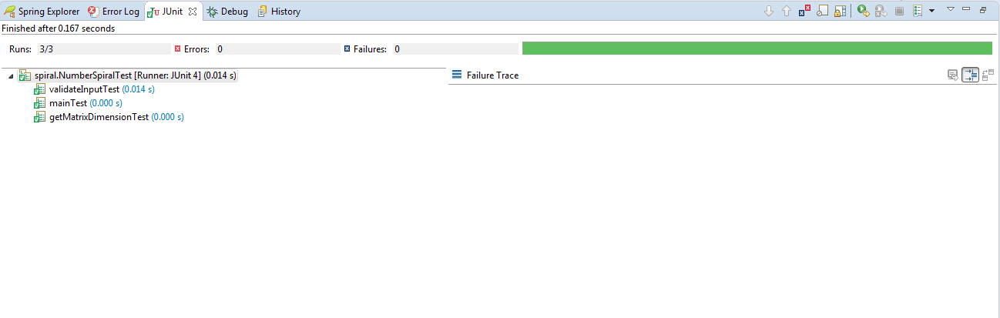 Spring Explorer Error Log JUnit Debug History
Finished after 0.167 seconds
Runs: 3/3 Errors: 0 Failures: 0
spiral.NumberSpiralTest [Runner: JUnit 4] (0.014 s) Failure Trace
validateInputTest (0.014 s)
mainTest (0.000 s)
getMatrixDimensionTest (0.000 s)